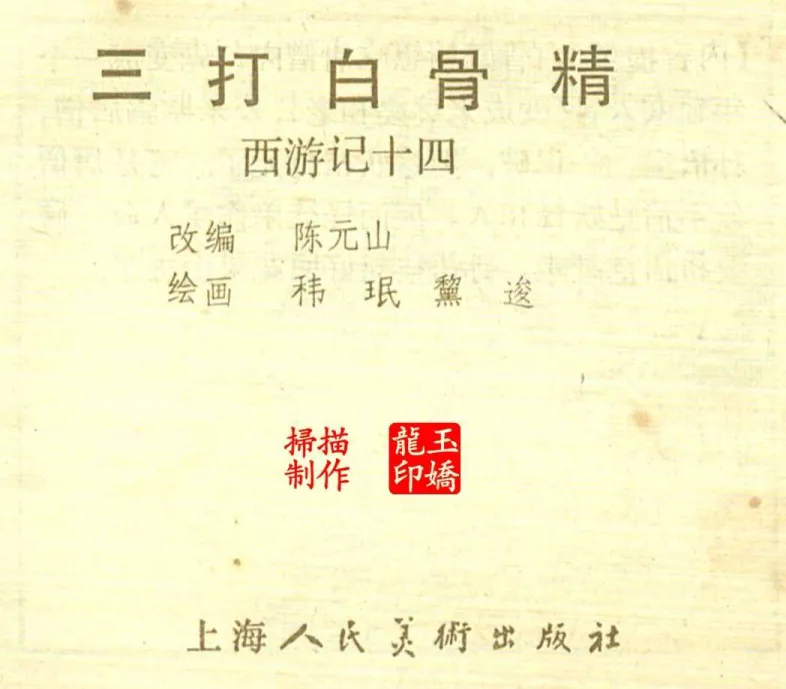 三打白骨精
西游记十四
改编 陈元山
绘画 祎 珉 黧 逡
掃描
制作
龍玉
印嬌
上海人民美術出版社